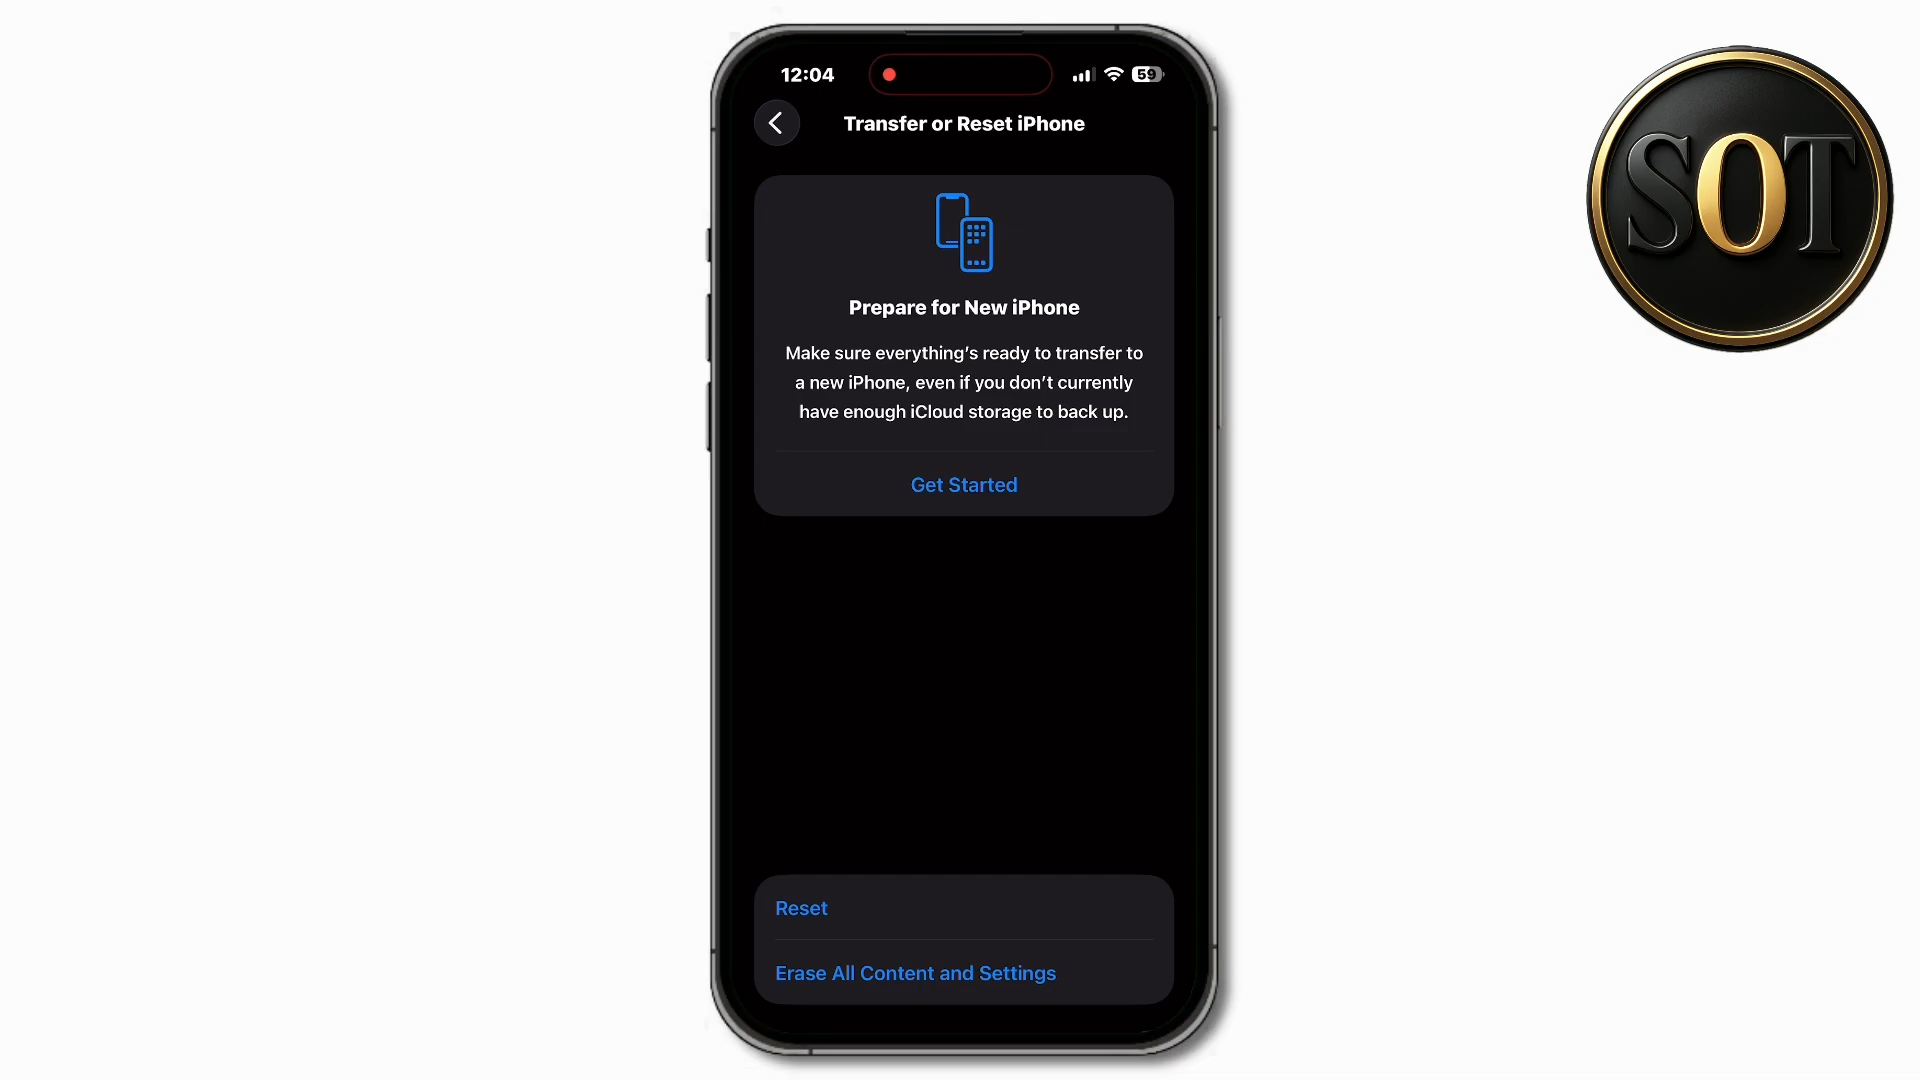 12:04
59
Transfer or Reset iPhone
Prepare for New iPhone
Make sure everything's ready to transfer to
a new iPhone, even if you don't currently
have enough iCloud storage to back up.
Get Started
Reset
Erase All Content and Settings
SOT